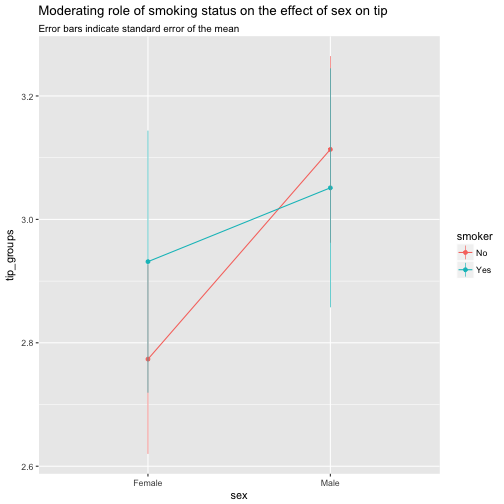 Moderating role of smoking status on the effect of sex on tip
Error bars indicate standard error of the mean
3.2
3.0
2.8
2.6
tip_groups
Female
Male
sex
smoker
No
Yes